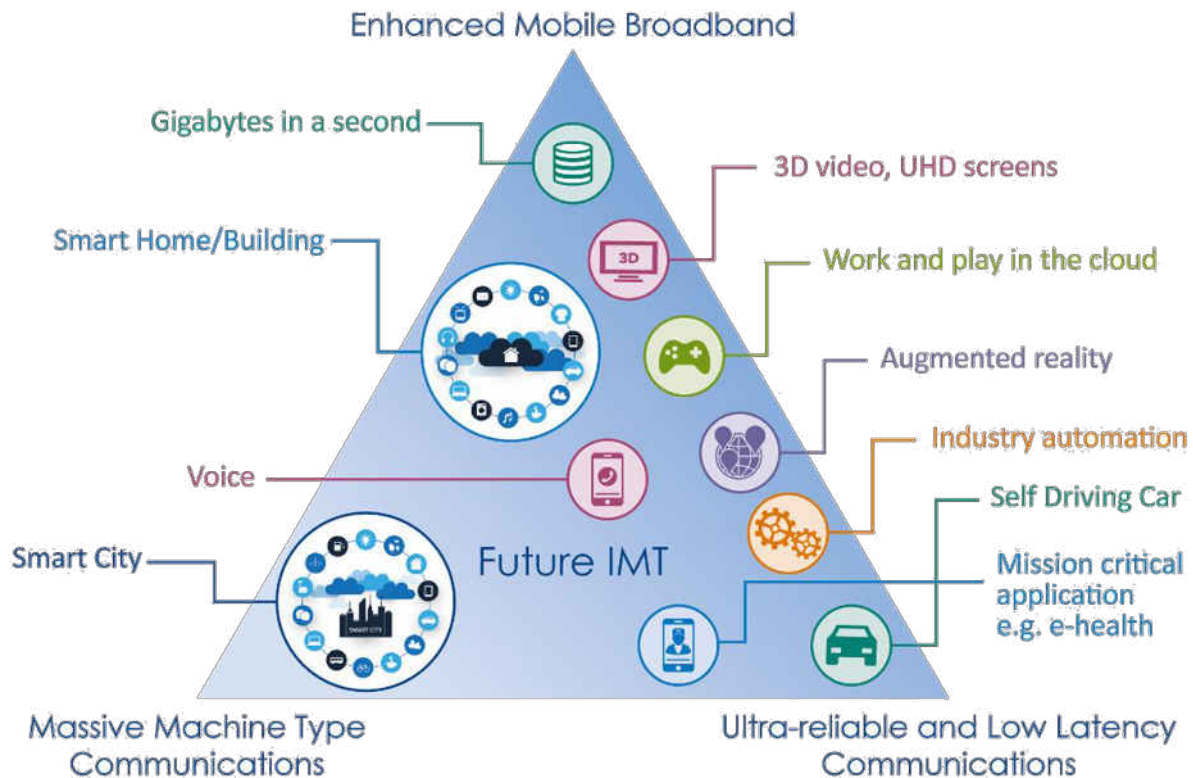 Enhanced Mobile Broadband
Gigabytes in a second
3D video, UHD screens
Smart Home/Building
3D
Work and play in the cloud
Augmented reality
Industry automation
Voice
Self Driving Car
Smart City
Future IMT
Mission critical
application
e.g. e-health
SMART CITY
Massive Machine Type
Communications
Ultra-reliable and Low Latency
Communications